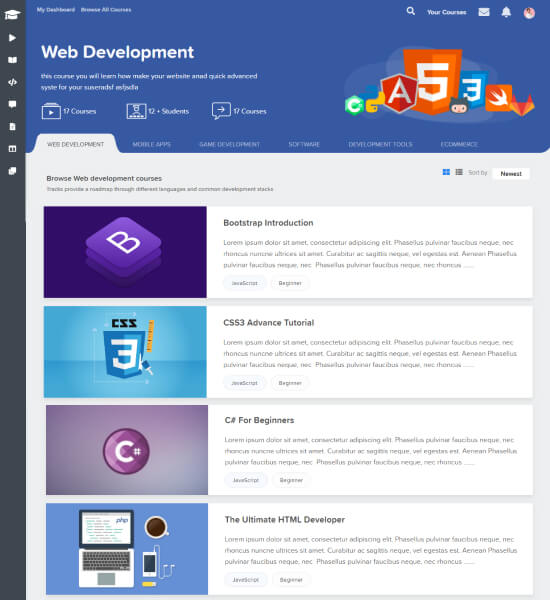 My Dashboard Browse All Courses
Your Courses
Web Development
this course you will learn how make your website anad quick advanced
syste for your suseradsf asfjsdla
17 Courses 12 + Students 17 Courses
WEB DEVELOPMENT MOBILE APPS GAME DEVELOPMENT SOFTWARE DEVELOPMENT TOOLS ECOMMERCE
Browse Web development courses
Tracks provide a roadmap through different languages and common development stacks
Sort by Newest
B
Bootstrap Introduction
Lorem ipsum dolor sit amet, consectetur adipiscing elit. Phasellus pulvinar faucibus neque, nec
rhoncus nuncne ultrices sit amet. Curabitur ac sagittis neque, vel egestas est. Aenean Phasellus
pulvinar faucibus neque, nec Phasellus pulvinar faucibus neque, nec rhoncus ......
JavaScript Beginner
CSS
3
CSS3 Advance Tutorial
Lorem ipsum dolor sit amet, consectetur adipiscing elit. Phasellus pulvinar faucibus neque, nec
rhoncus nuncne ultrices sit amet. Curabitur ac sagittis neque, vel egestas est. Aenean Phasellus
pulvinar faucibus neque, nec Phasellus pulvinar faucibus neque, nec rhoncus ......
JavaScript Beginner
C#
C# For Beginners
Lorem ipsum dolor sit amet, consectetur adipiscing elit. Phasellus pulvinar faucibus neque, nec
rhoncus nuncne ultrices sit amet. Curabitur ac sagittis neque, vel egestas est. Aenean Phasellus
pulvinar faucibus neque, nec Phasellus pulvinar faucibus neque, nec rhoncus ......
JavaScript Beginner
php
The Ultimate HTML Developer
Lorem ipsum dolor sit amet, consectetur adipiscing elit. Phasellus pulvinar faucibus neque, nec
rhoncus nuncne ultrices sit amet. Curabitur ac sagittis neque, vel egestas est. Aenean Phasellus
pulvinar faucibus neque, nec Phasellus pulvinar faucibus neque, nec rhoncus ......
JavaScript Beginner